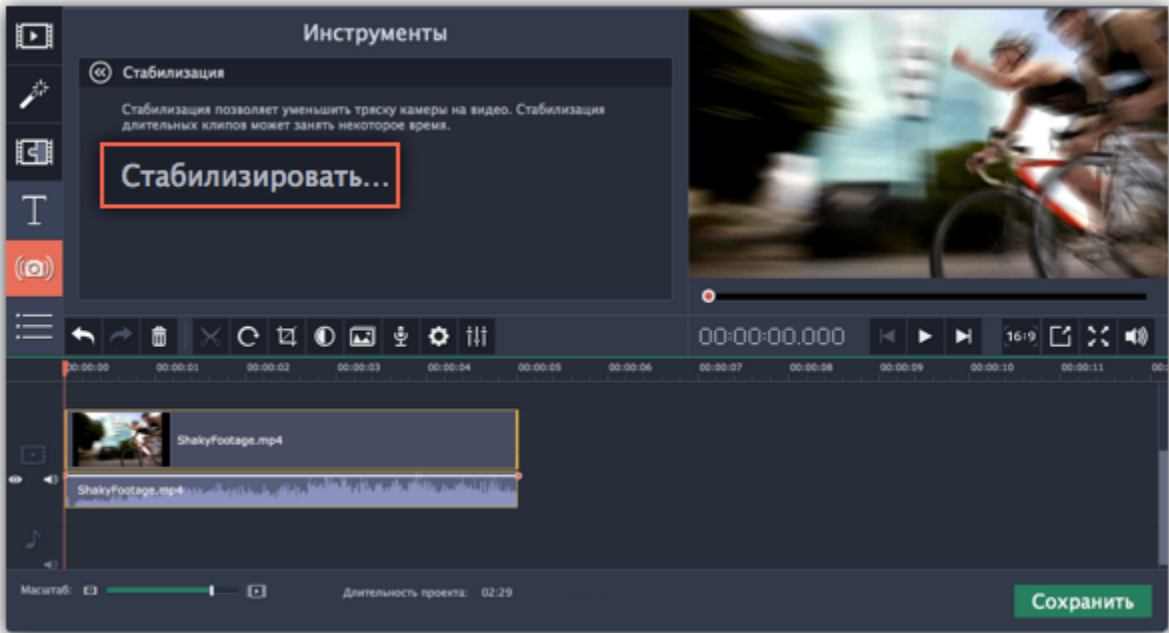 Инструменты
Стабилизация
Стабилизация позволяет уменьшить тряску камеры на видео. Стабилизация
длительных клипов может занять некоторое время.
Стабилизировать...
T
00:00:00.000
16:9
00:00:00 00:00:01 00:00:02 00:00:03 00:00:04 00:00:05 00:00:06 00:00:07 00:00:08 00:00:09 00:00:10 00:00:11 00:
ShakyFootage.mp4
ShakyFootage.mp4
Масштаб:
Длительность проекта: 02:29
Сохранить